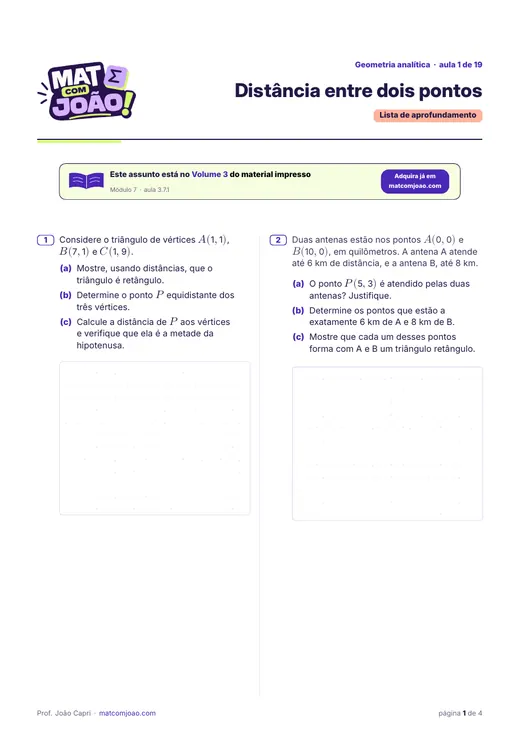 MAT
COM
JOÃO!
Σ
Geometria analítica · aula 1 de 19
Distância entre dois pontos
Lista de aprofundamento
Este assunto está no Volume 3 do material impresso
Módulo 7 · aula 3.7.1
Adquira já em
matcomjoao.com
1 Considere o triângulo de vértices A(1, 1),
B(7, 1) e C(1, 9).
(a) Mostre, usando distâncias, que o
triângulo é retângulo.
(b) Determine o ponto P equidistante dos
três vértices.
(c) Calcule a distância de P aos vértices
e verifique que ela é a metade da
hipotenusa.
2 Duas antenas estão nos pontos A(0, 0) e
B(10, 0), em quilômetros. A antena A atende
até 6 km de distância, e a antena B, até 8 km.
(a) O ponto P(5, 3) é atendido pelas duas
antenas? Justifique.
(b) Determine os pontos que estão a
exatamente 6 km de A e 8 km de B.
(c) Mostre que cada um desses pontos
forma com A e B um triângulo retângulo.
Prof. João Capri · matcomjoao.com
página 1 de 4